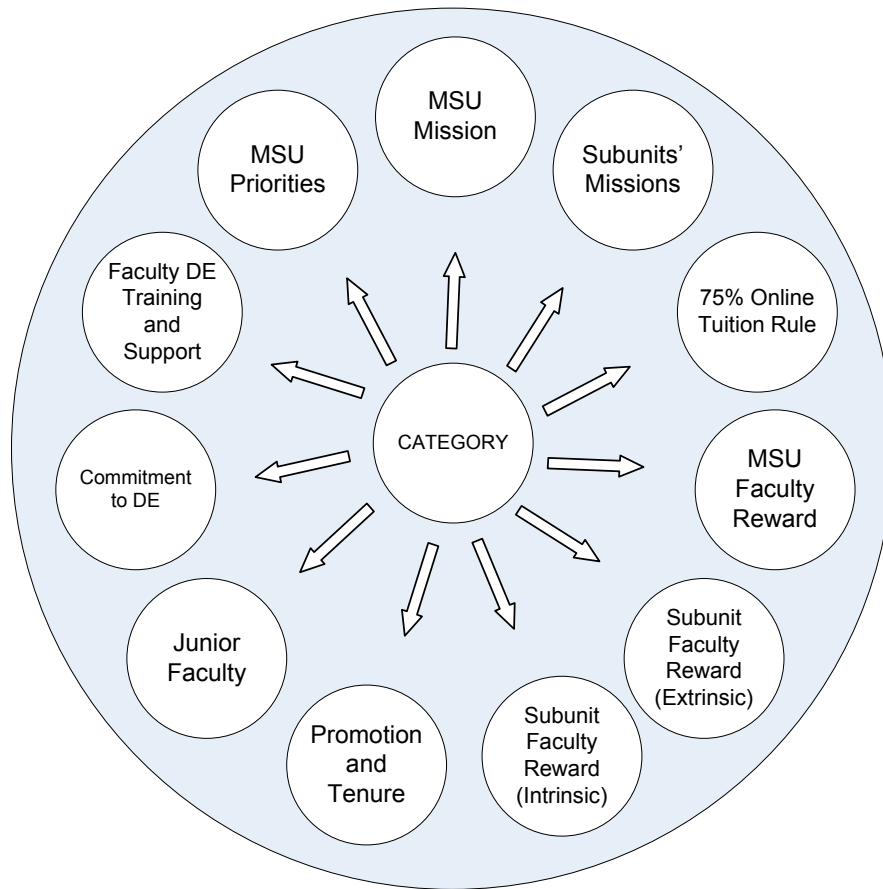 MSU
Mission
Subunits'
Missions
75% Online
Tuition Rule
MSU
Faculty
Reward
Subunit
Faculty
Reward
(Extrinsic)
Subunit
Faculty
Reward
(Intrinsic)
Promotion
and
Tenure
Junior
Faculty
Commitment
to DE
Faculty DE
Training
and
Support
MSU
Priorities
CATEGORY